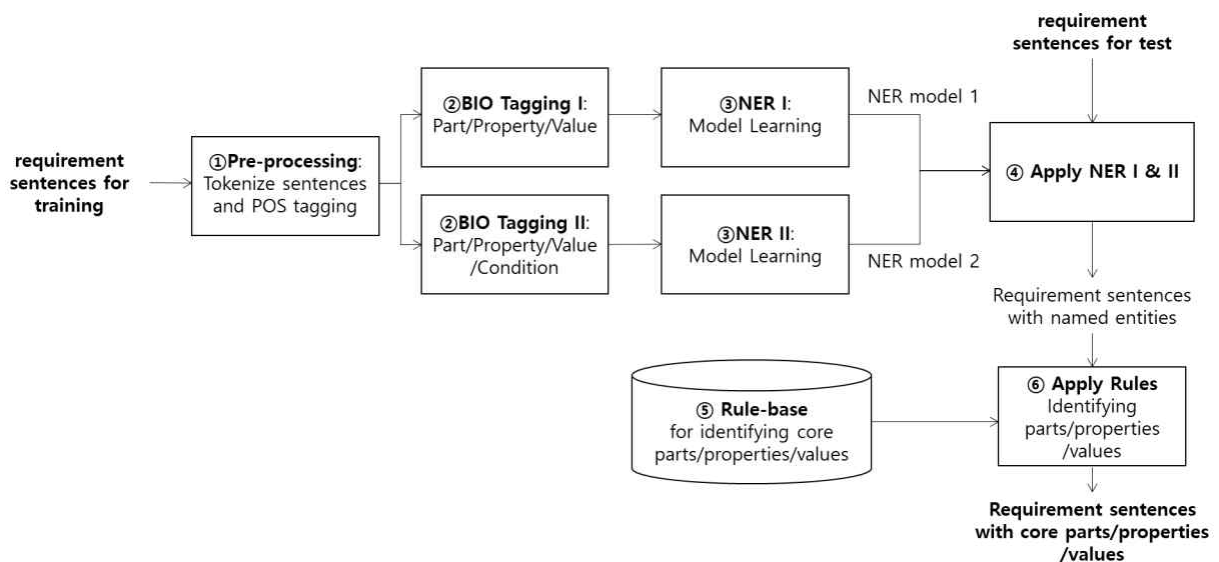 requirement
sentences for
training
①Pre-processing:
Tokenize sentences
and POS tagging
②BIO Tagging I:
Part/Property/Value
②BIO Tagging II:
Part/Property/Value
/Condition
③NER I:
Model Learning
③NER II:
Model Learning
NER model 1
NER model 2
requirement
sentences for test
④ Apply NER I & II
Requirement sentences
with named entities
⑤ Rule-base
for identifying core
parts/properties/values
⑥ Apply Rules
Identifying
parts/properties
/values
Requirement sentences
with core parts/properties
/values